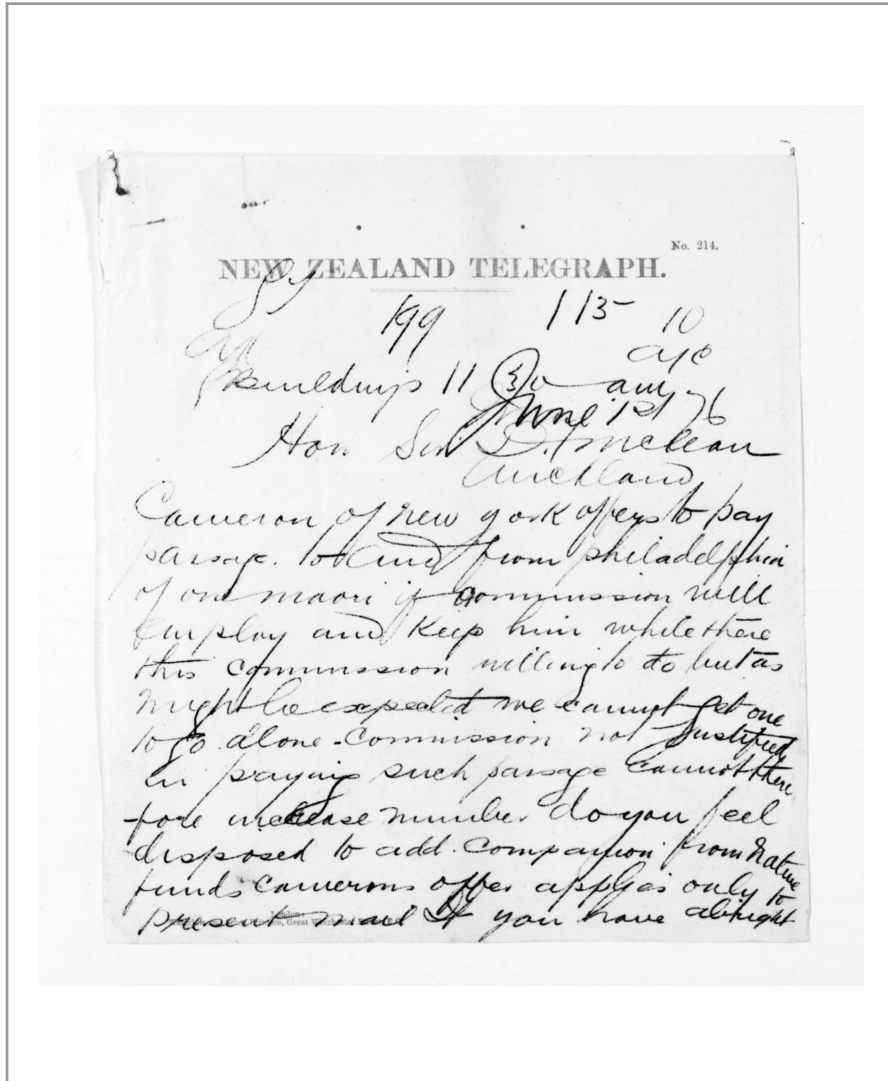 No. 214.
NEW ZEALAND TELEGRAPH.
199 115 10
Buildings 11 30 am
June 1st 76
Hon Sir D. McLean
Auckland
Cameron of New York offers to pay
passage. to and from philadelphia
of one maori if commission will
Employ and Keep him while there
this commission willing to do but as
might be expected we cannot get one
to go. alone - Commission not justified
in paying such passage cannot there
-fore increase number do you feel
disposed to add. Companion from Native
funds Camerons offer applies only to
present mail If you have